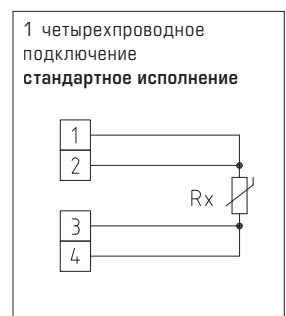 1 четырехпроводное
подключение
стандартное исполнение
1
2
Rx
3
4